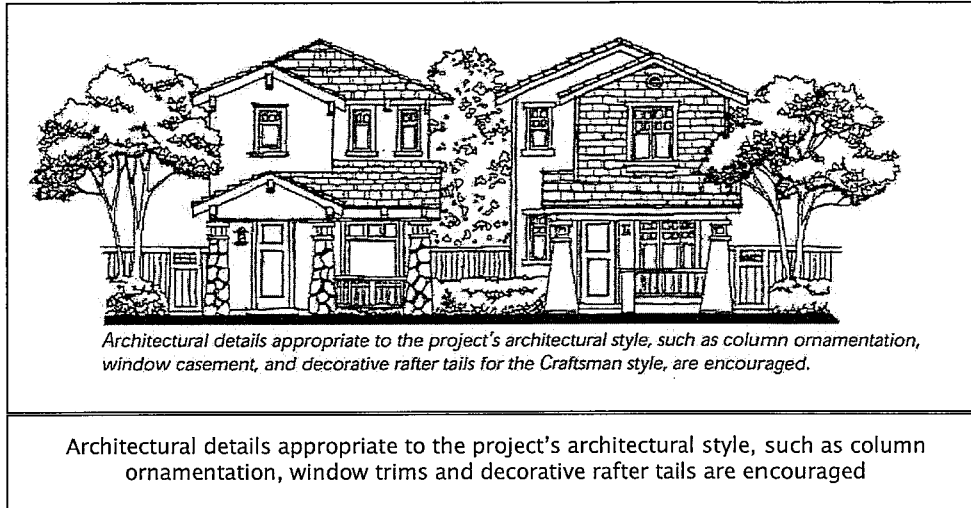 Architectural details appropriate to the project's architectural style, such as column ornamentation,
window casement, and decorative rafter tails for the Craftsman style, are encouraged.
Architectural details appropriate to the project's architectural style, such as column
ornamentation, window trims and decorative rafter tails are encouraged